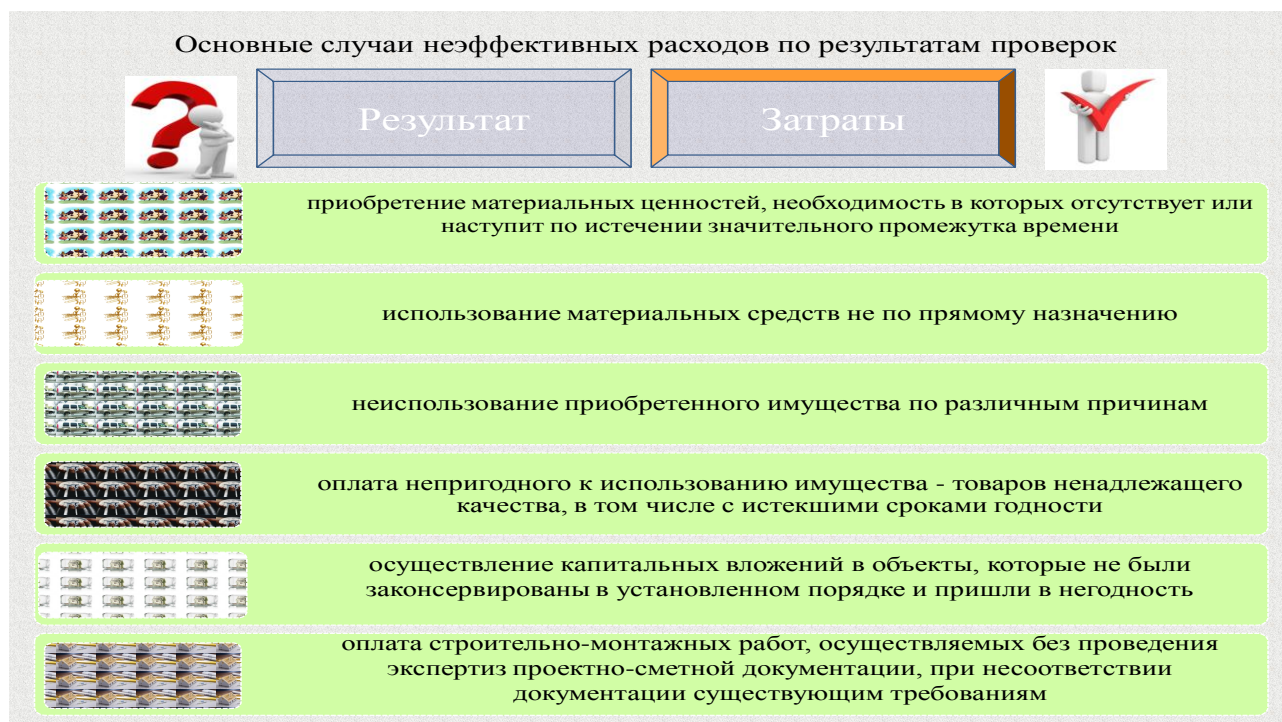 Основные случаи неэффективных расходов по результатам проверок
Результат
Затраты
приобретение материальных ценностей, необходимость в которых отсутствует или
наступит по истечении значительного промежутка времени
использование материальных средств не по прямому назначению
неиспользование приобретенного имущества по различным причинам
оплата непригодного к использованию имущества - товаров ненадлежащего
качества, в том числе с истекшими сроками годности
осуществление капитальных вложений в объекты, которые не были
законсервированы в установленном порядке и пришли в негодность
оплата строительно-монтажных работ, осуществляемых без проведения
экспертиз проектно-сметной документации, при несоответствии
документации существующим требованиям